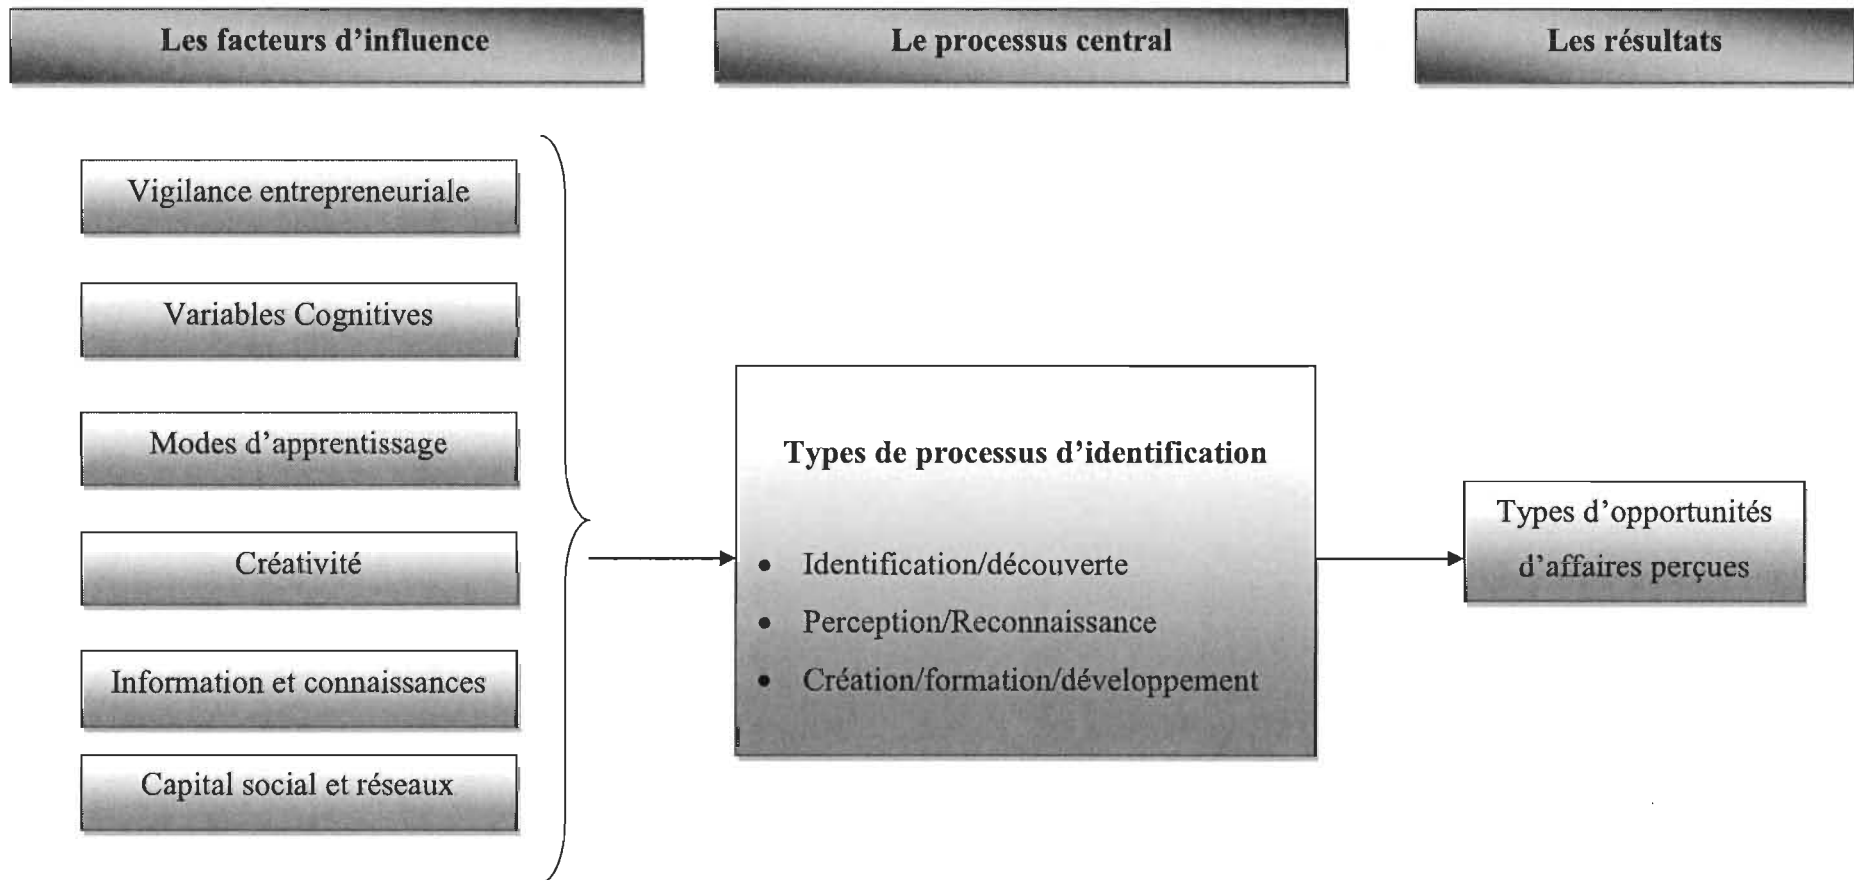 Les facteurs d’influence
Le processus central
Les résultats
Vigilance entrepreneuriale
Variables Cognitives
Modes d’apprentissage
Créativité
Information et connaissances
Capital social et réseaux
Types de processus d’identification
• Identification/découverte
• Perception/Reconnaissance
• Création/formation/développement
Types d’opportunités
d’affaires perçues